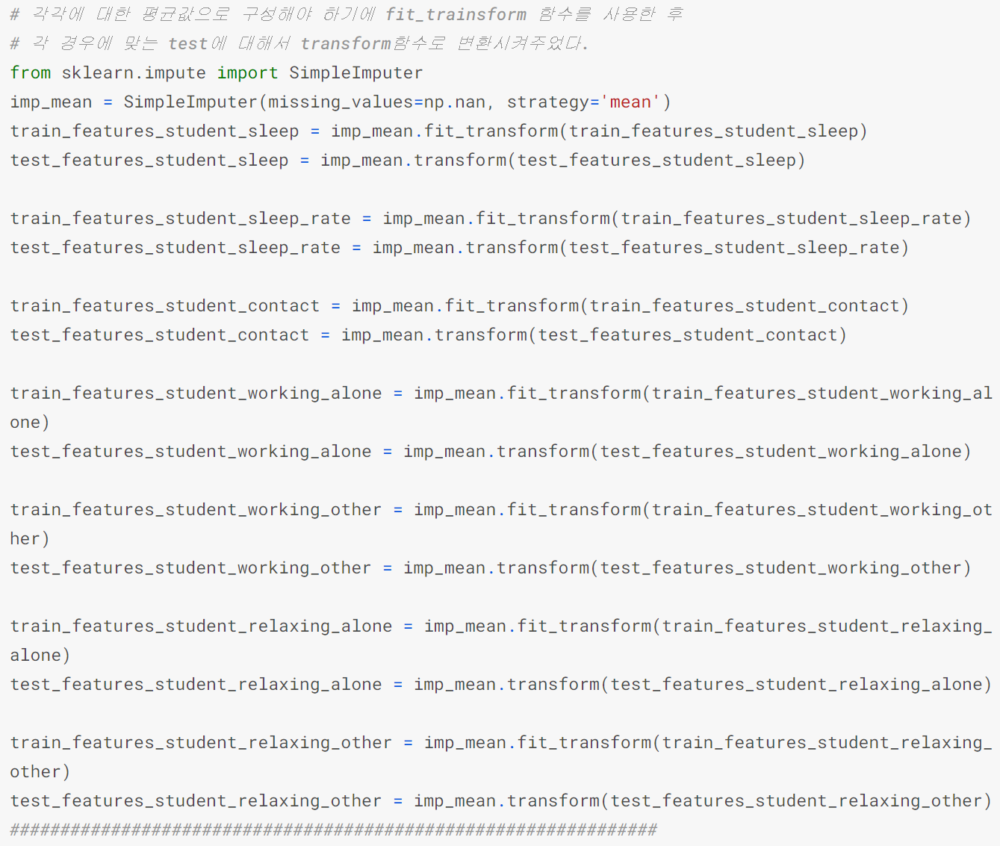 # 각각에 대한 평균값으로 구성해야 하기에 fit_trainsform 함수를 사용한 후
# 각 경우에 맞는 test에 대해서 transform함수로 변환시켜주었다.
from sklearn.impute import SimpleImputer
imp_mean = SimpleImputer(missing_values=np.nan, strategy='mean')
train_features_student_sleep = imp_mean.fit_transform(train_features_student_sleep)
test_features_student_sleep = imp_mean.transform(test_features_student_sleep)
train_features_student_sleep_rate = imp_mean.fit_transform(train_features_student_sleep_rate)
test_features_student_sleep_rate = imp_mean.transform(test_features_student_sleep_rate)
train_features_student_contact = imp_mean.fit_transform(train_features_student_contact)
test_features_student_contact = imp_mean.transform(test_features_student_contact)
train_features_student_working_alone = imp_mean.fit_transform(train_features_student_working_al
one)
test_features_student_working_alone = imp_mean.transform(test_features_student_working_alone)
train_features_student_working_other = imp_mean.fit_transform(train_features_student_working_ot
her)
test_features_student_working_other = imp_mean.transform(test_features_student_working_other)
train_features_student_relaxing_alone = imp_mean.fit_transform(train_features_student_relaxing_
alone)
test_features_student_relaxing_alone = imp_mean.transform(test_features_student_relaxing_alone)
train_features_student_relaxing_other = imp_mean.fit_transform(train_features_student_relaxing_
other)
test_features_student_relaxing_other = imp_mean.transform(test_features_student_relaxing_other)
################################################################